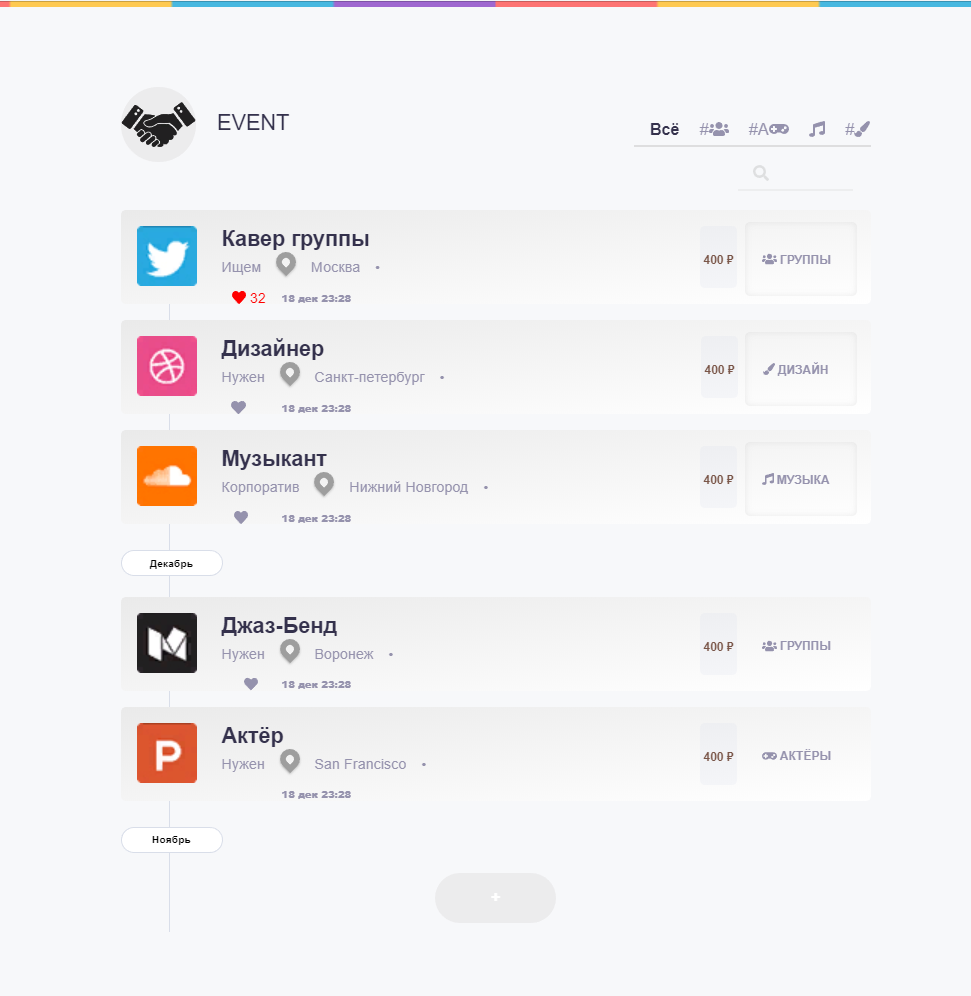 EVENT
Всё # #A #
Кавер группы
Ищем Москва •
32 18 дек 23:28
400 ₽
ГРУППЫ
Дизайнер
Нужен Санкт-петербург •
18 дек 23:28
400 ₽
ДИЗАЙН
Музыкант
Корпоратив Нижний Новгород •
18 дек 23:28
400 ₽
МУЗЫКА
Декабрь
Джаз-Бенд
Нужен Воронеж •
18 дек 23:28
400 ₽
ГРУППЫ
Актёр
Нужен San Francisco •
18 дек 23:28
400 ₽
АКТЁРЫ
Ноябрь
+